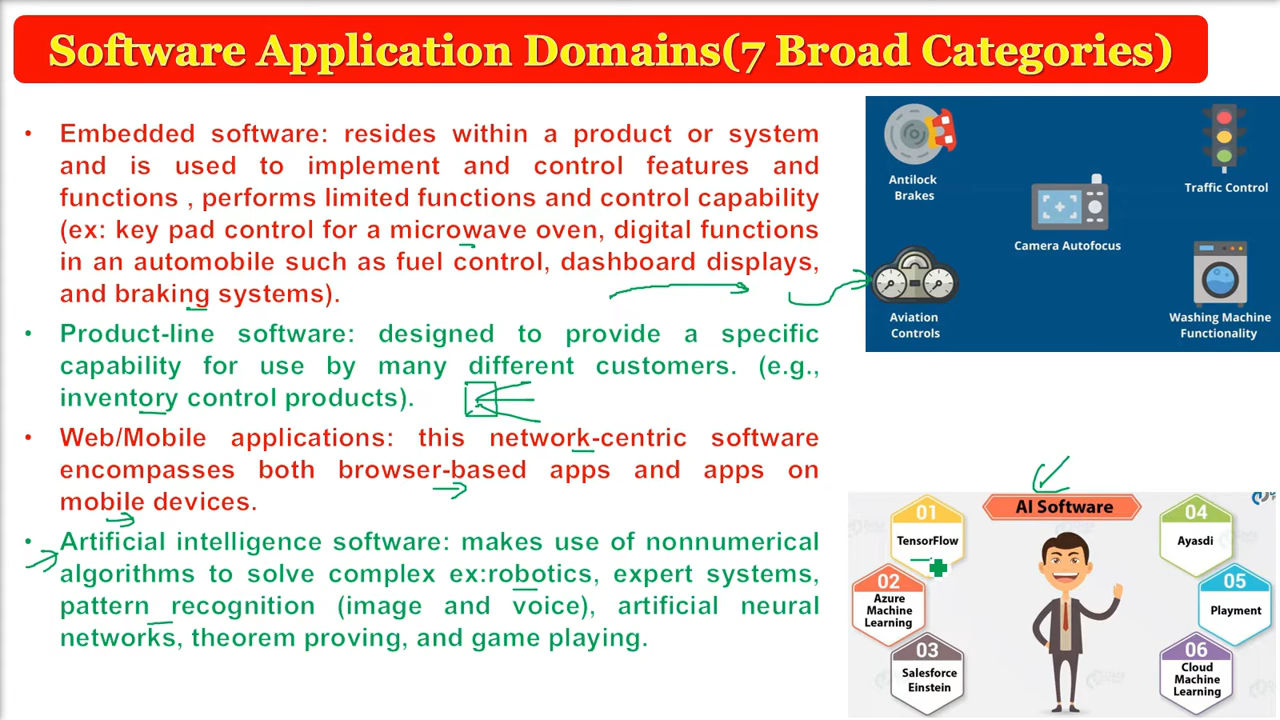 Software Application Domains(7 Broad Categories)
• Embedded software: resides within a product or system
and is used to implement and control features and
functions , performs limited functions and control capability
(ex: key pad control for a microwave oven, digital functions
in an automobile such as fuel control, dashboard displays,
and braking systems).
• Product-line software: designed to provide a specific
capability for use by many different customers. (e.g.,
inventory control products).
• Web/Mobile applications: this network-centric software
encompasses both browser-based apps and apps on
mobile devices.
• Artificial intelligence software: makes use of nonnumerical
algorithms to solve complex ex:robotics, expert systems,
pattern recognition (image and voice), artificial neural
networks, theorem proving, and game playing.
Antilock
Brakes
Traffic Control
Camera Autofocus
Aviation
Controls
Washing Machine
Functionality
AI Software
01
TensorFlow
02
Azure
Machine
Learning
03
Salesforce
Einstein
04
Ayasdi
05
Playment
06
Cloud
Machine
Learning